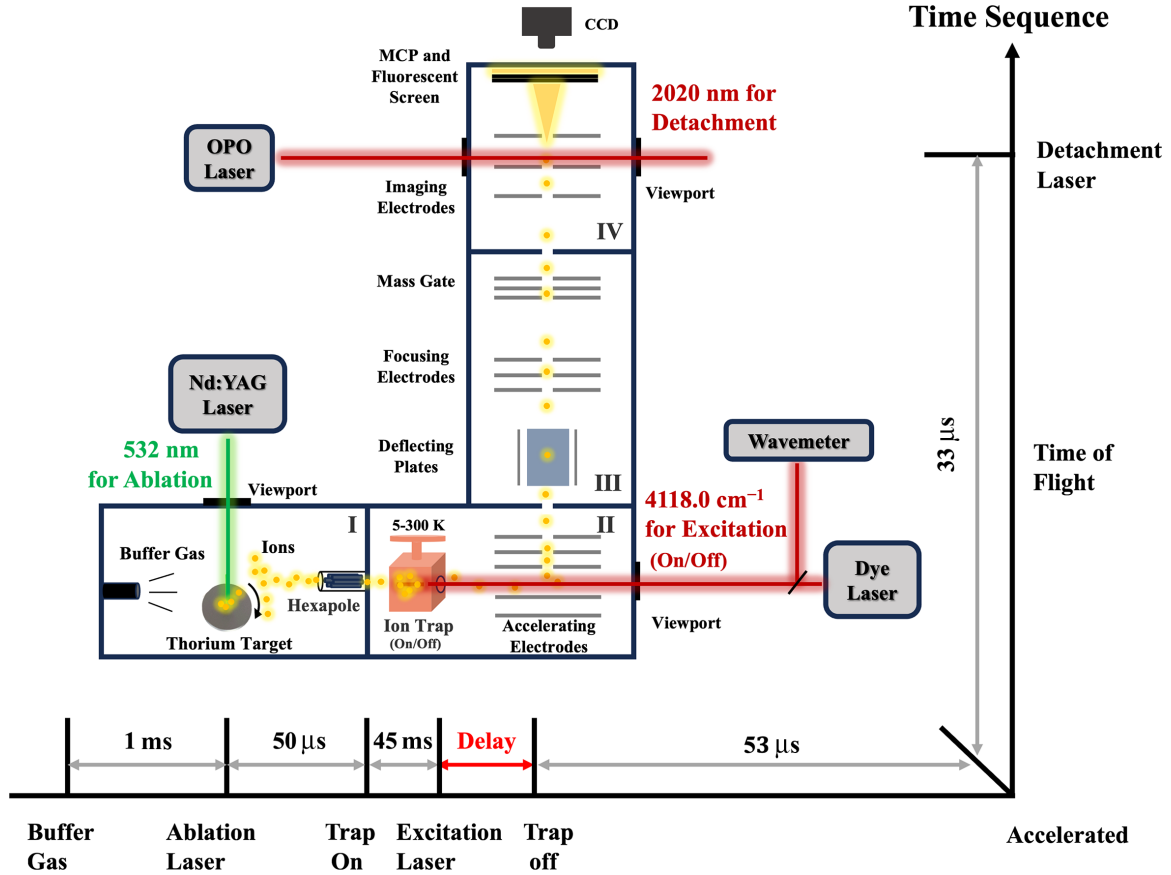 CCD
Time Sequence
MCP and
Fluorescent
Screen
2020 nm for
Detachment
OPO
Laser
Detachment
Laser
Imaging
Electrodes
Viewport
IV
Mass Gate
Focusing
Electrodes
Nd:YAG
Laser
532 nm
for Ablation
Deflecting
Plates
Wavemeter
33 μs
Time of
Flight
Viewport
III
4118.0 cm⁻¹
for Excitation
(On/Off)
I
5-300 K
II
Buffer Gas
Ions
Hexapole
Dye
Laser
Thorium Target
Ion Trap
(On/Off)
Accelerating
Electrodes
Viewport
1 ms
50 μs
45 ms
Delay
53 μs
Buffer
Gas
Ablation
Laser
Trap
On
Excitation
Laser
Trap
off
Accelerated